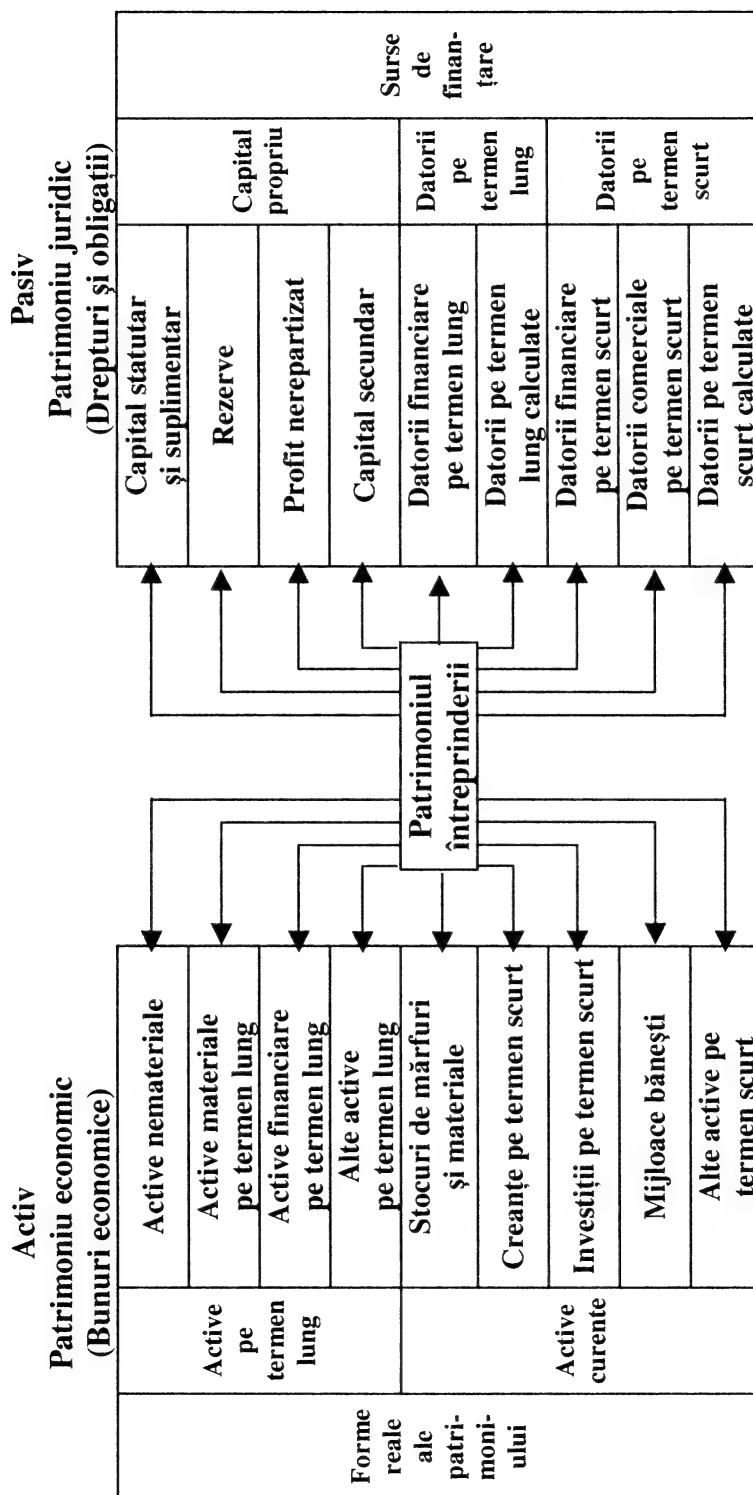 Activ
Patrimoniu economic
(Bunuri economice)
Forme
reale
ale
patri-
moni-
ului
Active
pe
termen
lung
Active
curente
Active nemateriale
Active materiale
pe termen lung
Active financiare
pe termen lung
Alte active
pe termen lung
Stocuri de mărfuri
și materiale
Creanțe pe termen scurt
Investiții pe termen scurt
Mijloace bănești
Alte active pe
termen scurt
Patrimoniul
întreprinderii
Pasiv
Patrimoniu juridic
(Drepturi și obligații)
Capital statutar
și suplimentar
Rezerve
Profit nerepartizat
Capital secundar
Datorii financiare
pe termen lung
Datorii pe termen
lung calculate
Datorii financiare
pe termen scurt
Datorii comerciale
pe termen scurt
Datorii pe termen
scurt calculate
Capital
propriu
Datorii
pe
termen
lung
Datorii
pe
termen
scurt
Surse
de
finan-
țare